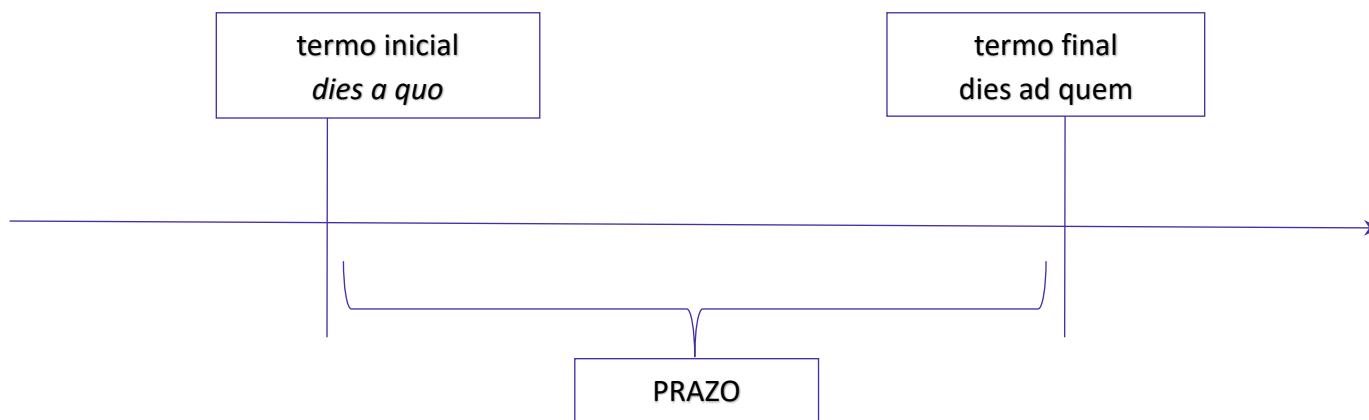 termo inicial
dies a quo
termo final
dies ad quem
PRAZO